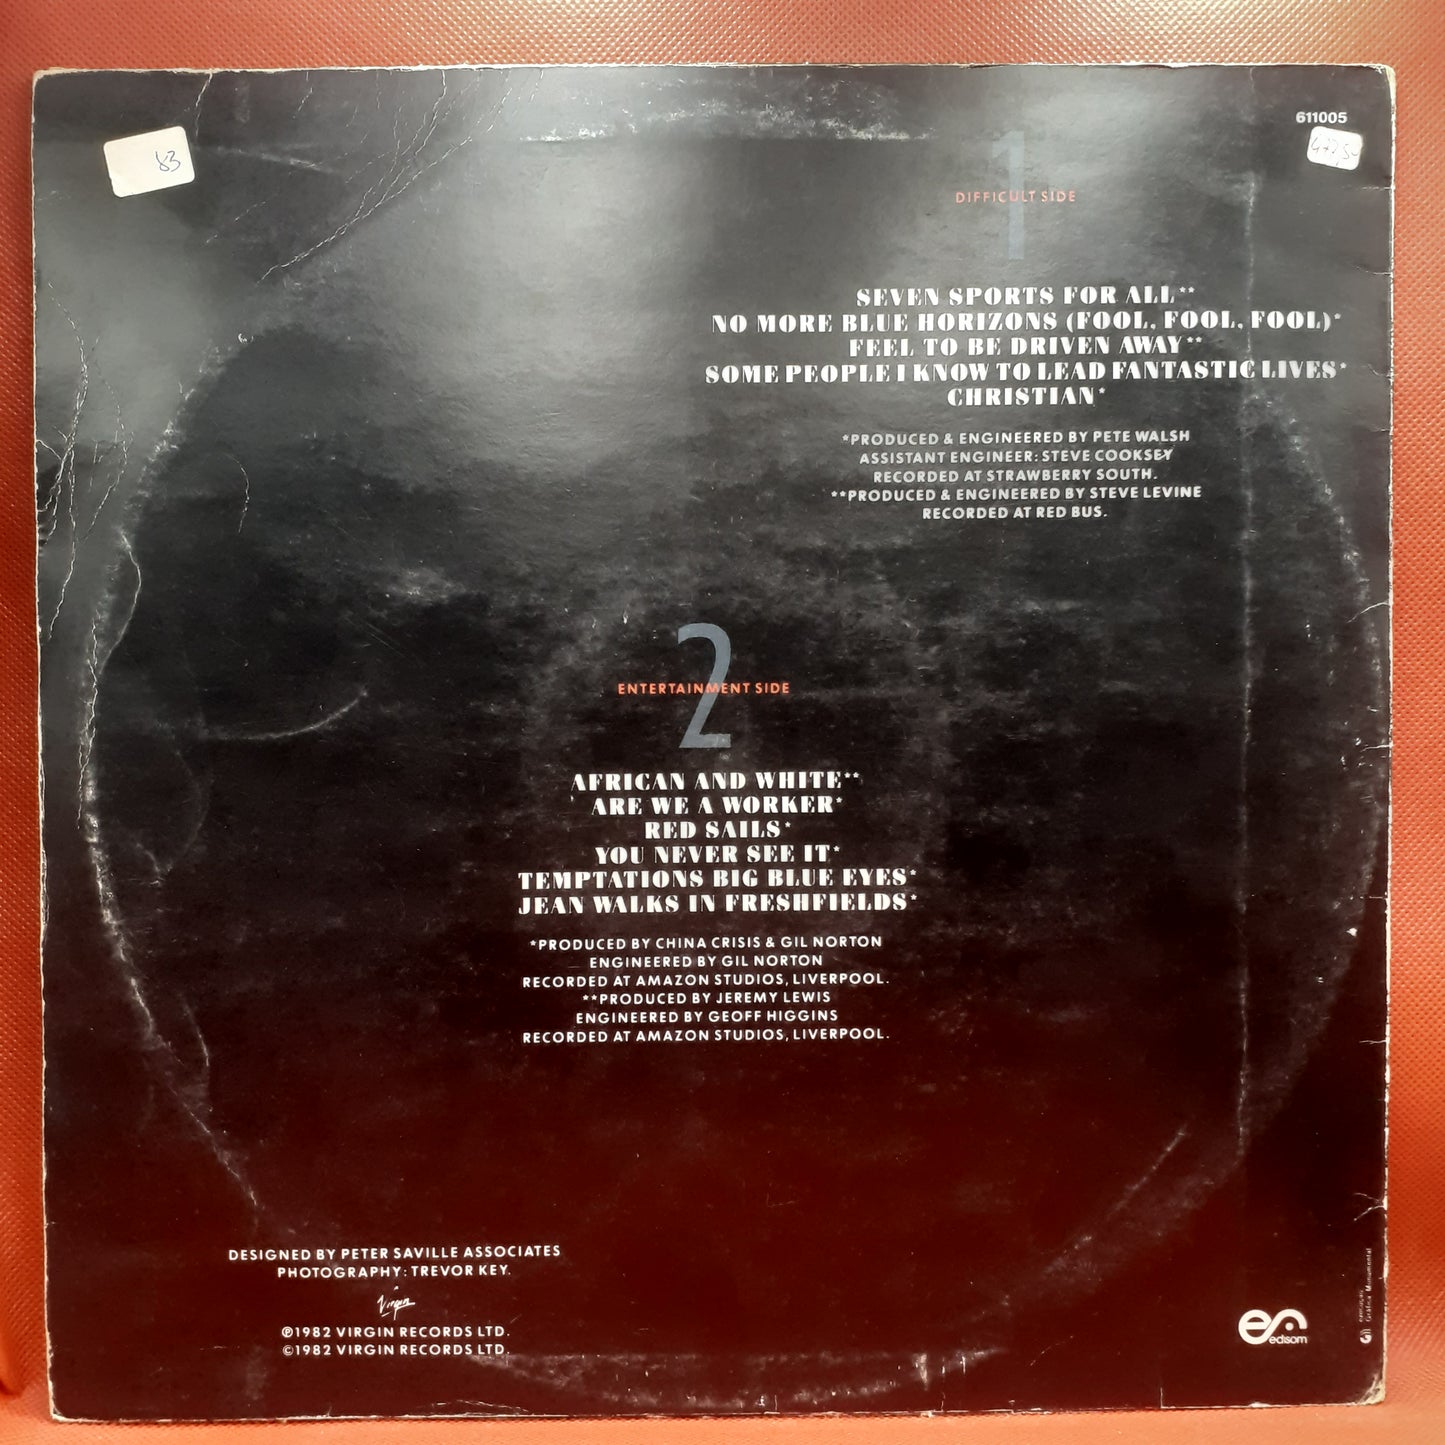 611005
83
1
DIFFICULT SIDE
SEVEN SPORTS FOR ALL**
NO MORE BLUE HORIZONS (FOOL, FOOL, FOOL)*
FEEL TO BE DRIVEN AWAY**
SOME PEOPLE I KNOW TO LEAD FANTASTIC LIVES*
CHRISTIAN*
*PRODUCED & ENGINEERED BY PETE WALSH
ASSISTANT ENGINEER: STEVE COOKSEY
RECORDED AT STRAWBERRY SOUTH.
**PRODUCED & ENGINEERED BY STEVE LEVINE
RECORDED AT RED BUS.
2
ENTERTAINMENT SIDE
AFRICAN AND WHITE**
ARE WE A WORKER*
RED SAILS*
YOU NEVER SEE IT*
TEMPTATIONS BIG BLUE EYES*
JEAN WALKS IN FRESHFIELDS*
*PRODUCED BY CHINA CRISIS & GIL NORTON
ENGINEERED BY GIL NORTON
RECORDED AT AMAZON STUDIOS, LIVERPOOL.
**PRODUCED BY JEREMY LEWIS
ENGINEERED BY GEOFF HIGGINS
RECORDED AT AMAZON STUDIOS, LIVERPOOL.
DESIGNED BY PETER SAVILLE ASSOCIATES
PHOTOGRAPHY: TREVOR KEY.
Virgin
℗1982 VIRGIN RECORDS LTD.
©1982 VIRGIN RECORDS LTD.
edisom
Gráfica Monumental